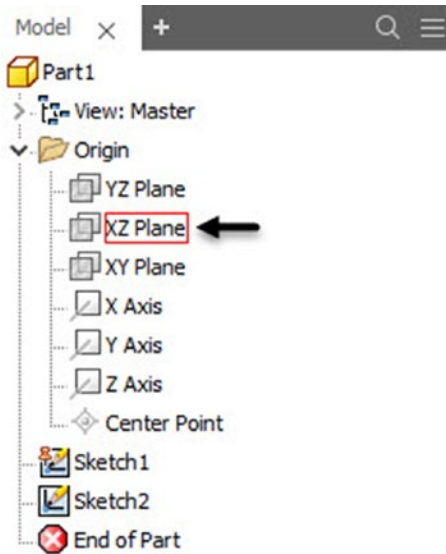 Model
Part1
View: Master
Origin
YZ Plane
XZ Plane
XY Plane
X Axis
Y Axis
Z Axis
Center Point
Sketch1
Sketch2
End of Part